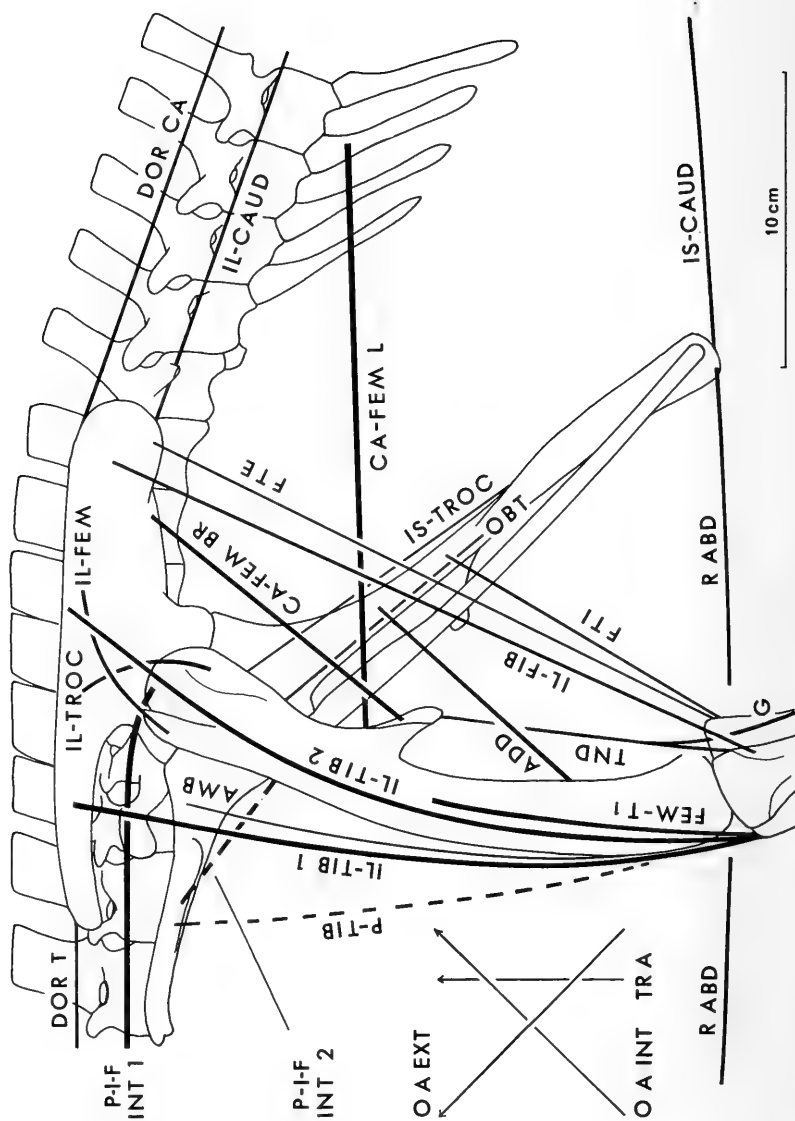 DOR CA
IL-CAUD
DOR T
IL-TROC
IL-FEM
P-I-F
INT 1
FTE
CA-FEM BR
CA-FEM L
IS-TROC
OBT
AMB
IL-TIB 2
IL-TIB 1
P-TIB
ADD
TND
IL-FIB
FTI
FEM-T1
G
P-I-F
INT 2
O A EXT
O A INT TRA
R ABD
R ABD
IS-CAUD
10 cm